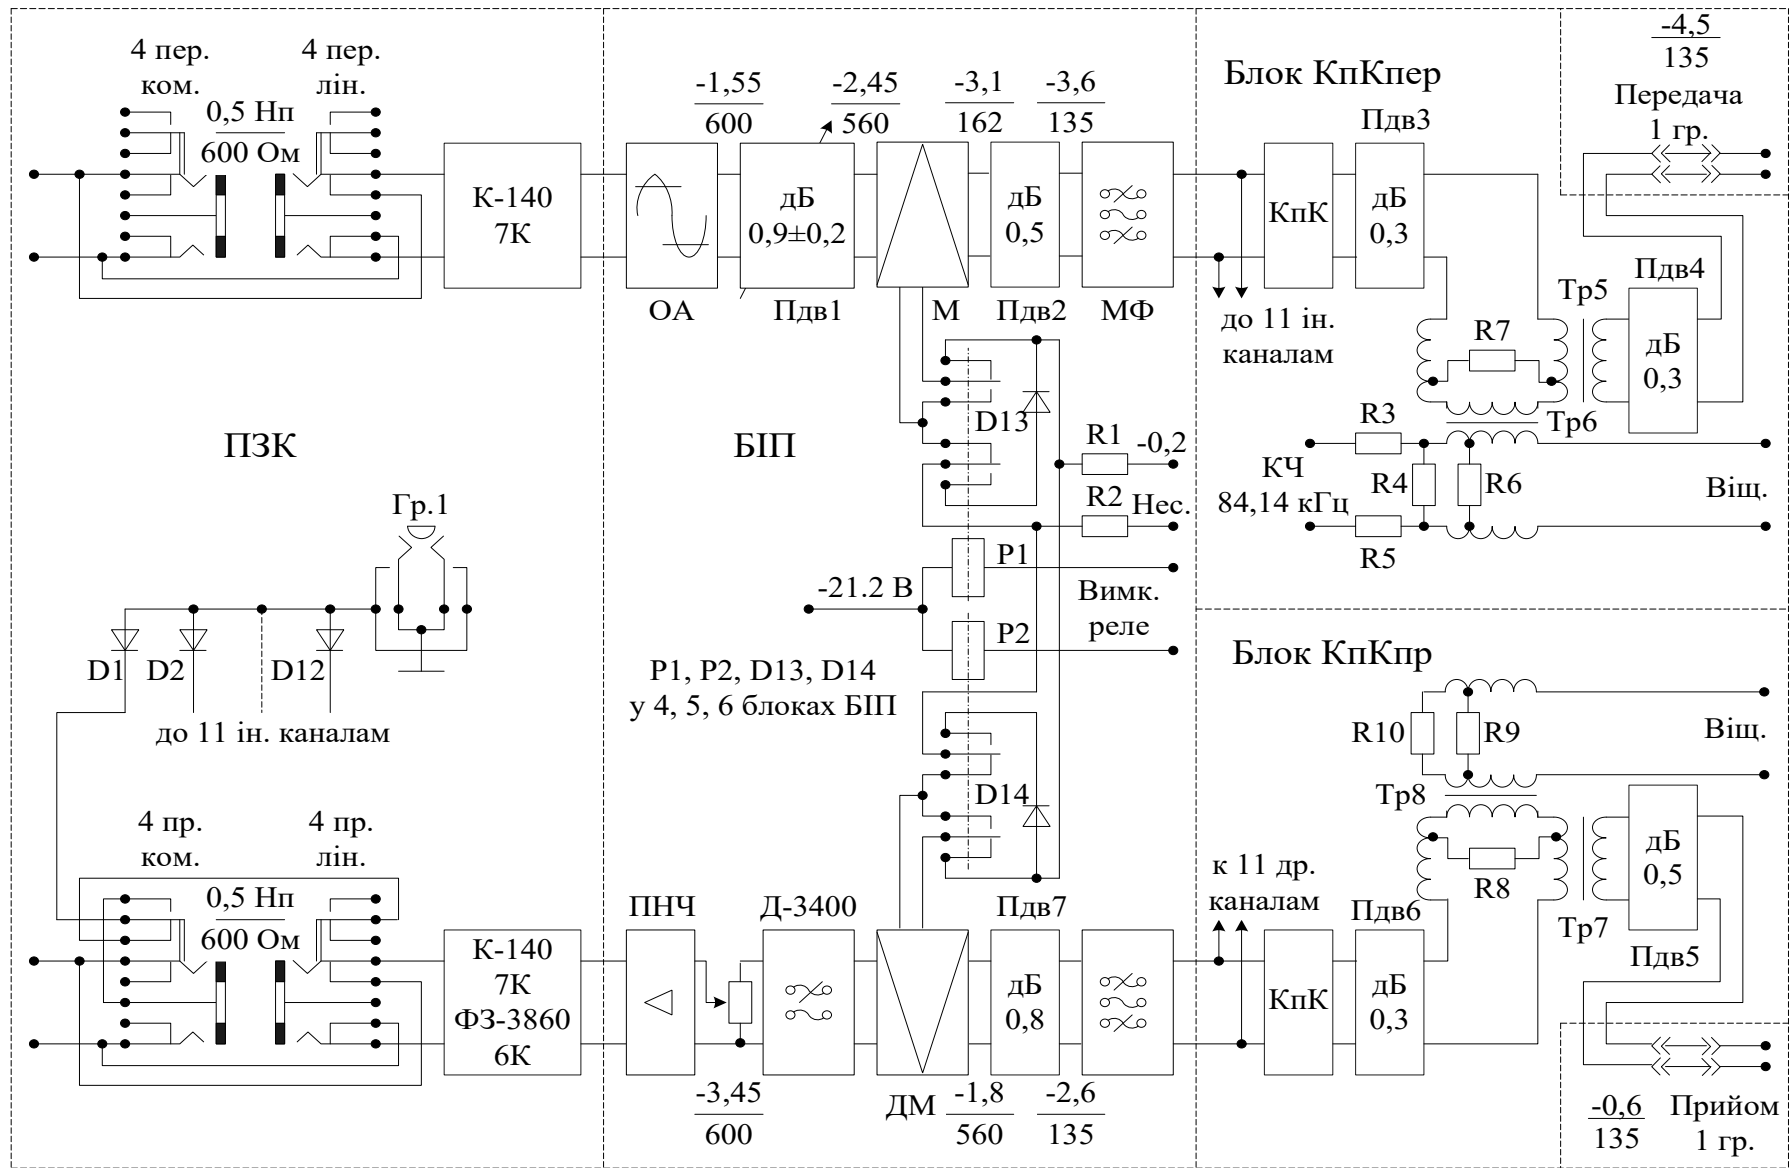 4 пер.
ком.
4 пер.
лін.
0,5 Нп
600 Ом
К-140
7К
ПЗК
Гр.1
D1
D2
D12
до 11 ін. каналам
4 пр.
ком.
4 пр.
лін.
0,5 Нп
600 Ом
К-140
7К
ФЗ-3860
6К
-1,55
600
-2,45
560
-3,1
162
-3,6
135
дБ
0,9±0,2
дБ
0,5
ОА
Пдв1
М
Пдв2
МФ
БІП
D13
R1
-0,2
R2
Нес.
P1
-21.2 В
Вимк.
реле
P2
P1, P2, D13, D14
у 4, 5, 6 блоках БІП
D14
ПНЧ
Д-3400
Пдв7
дБ
0,8
-3,45
600
ДМ
-1,8
560
-2,6
135
Блок КпКпер
Пдв3
КпК
дБ
0,3
до 11 ін.
каналам
-4,5
135
Передача
1 гр.
Пдв4
Тр5
R7
дБ
0,3
Тр6
R3
КЧ
84,14 кГц
R4
R6
R5
Віщ.
Блок КпКпр
R10
R9
Віщ.
Тр8
R8
Тр7
дБ
0,5
Пдв5
к 11 др.
каналам
Пдв6
КпК
дБ
0,3
-0,6
135
Прийом
1 гр.